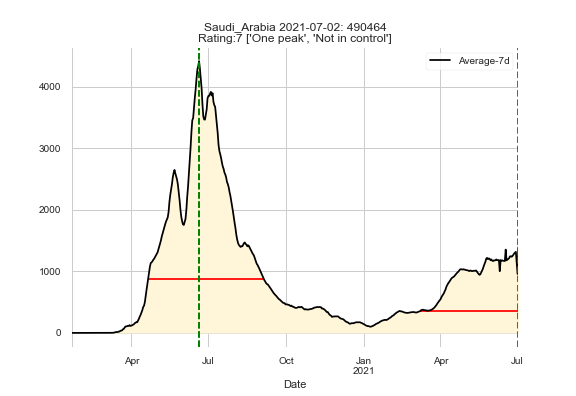 Saudi_Arabia 2021-07-02: 490464
Rating:7 ['One peak', 'Not in control']
Average-7d
4000
3000
2000
1000
0
Apr
Jul
Oct
Jan
2021
Apr
Jul
Date